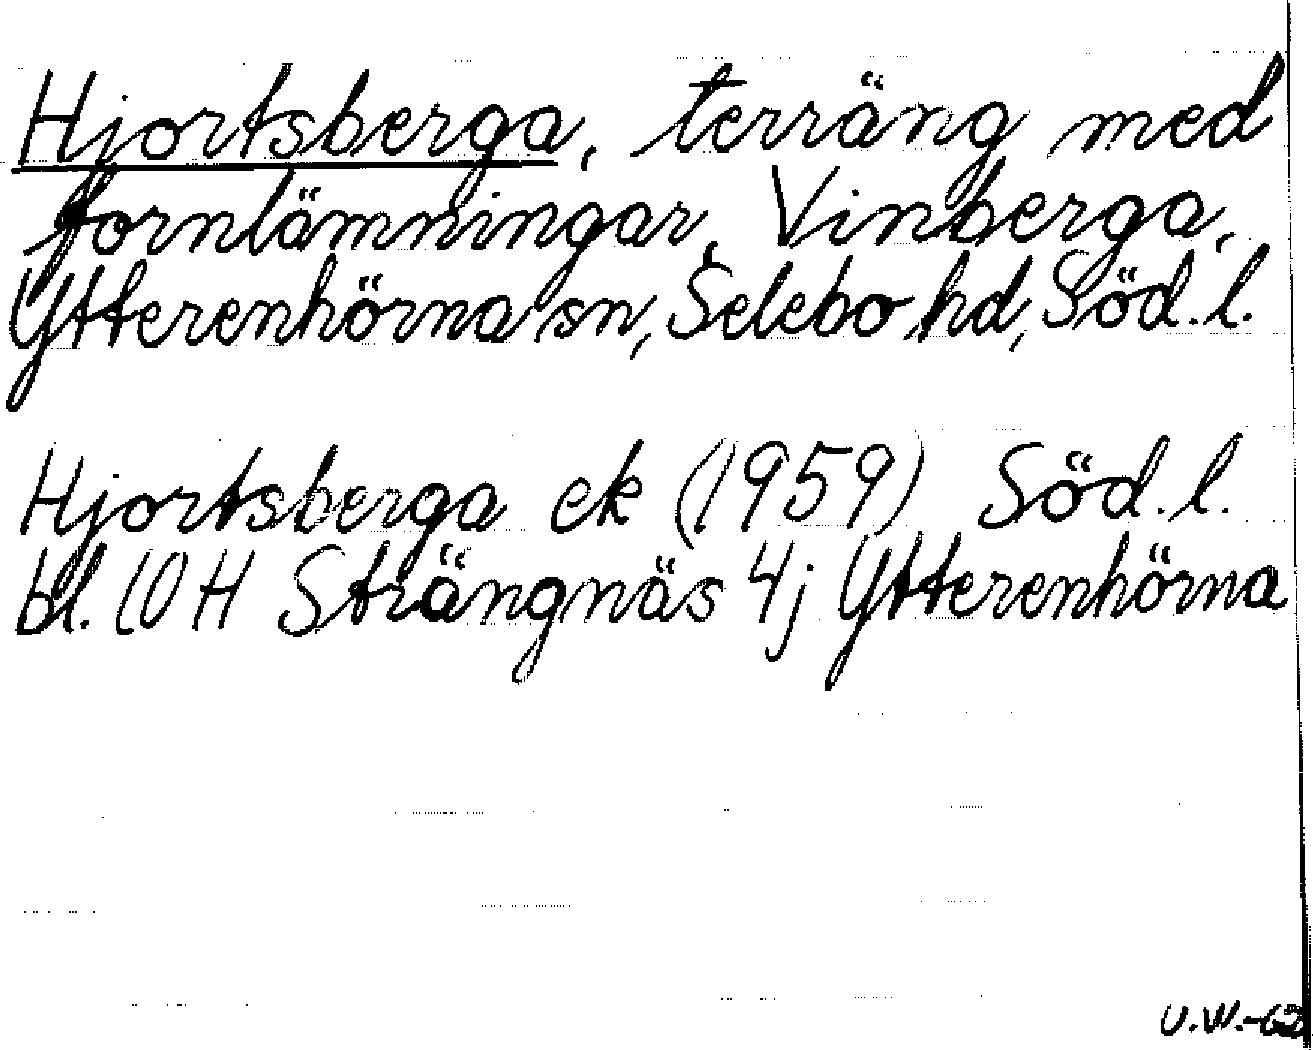 Hjortsberga, terräng med
fornlämningar, Vinberga,
Ytterenhörna sn, Selebo hd, Söd.l.
Hjortsberga ek (1959) Söd.l.
bl. 10 H Strängnäs 4j Ytterenhörna
U.W.-62